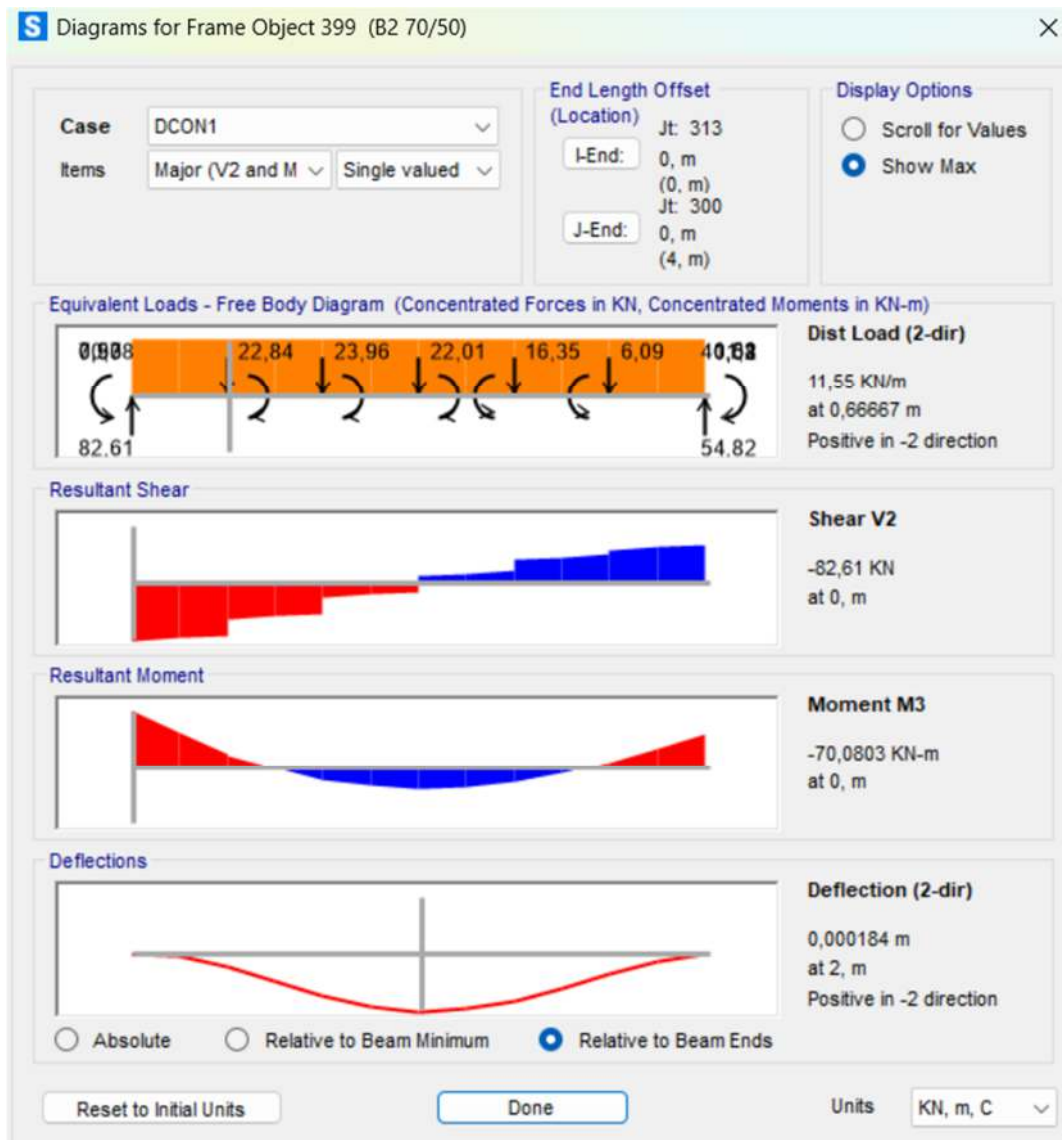 S Diagrams for Frame Object 399 (B2 70/50)
End Length Offset
(Location)
Display Options
Case DCON1
Items Major (V2 and M Single valued
Jt: 313
I-End: 0, m
(0, m)
Jt: 300
J-End: 0, m
(4, m)
Scroll for Values
Show Max
Equivalent Loads - Free Body Diagram (Concentrated Forces in KN, Concentrated Moments in KN-m)
22,84 23,96 22,01 16,35 6,09
82,61 54,82
Dist Load (2-dir)
11,55 KN/m
at 0,66667 m
Positive in -2 direction
Resultant Shear
Shear V2
-82,61 KN
at 0, m
Resultant Moment
Moment M3
-70,0803 KN-m
at 0, m
Deflections
Deflection (2-dir)
0,000184 m
at 2, m
Positive in -2 direction
Absolute Relative to Beam Minimum Relative to Beam Ends
Reset to Initial Units Done Units KN, m, C